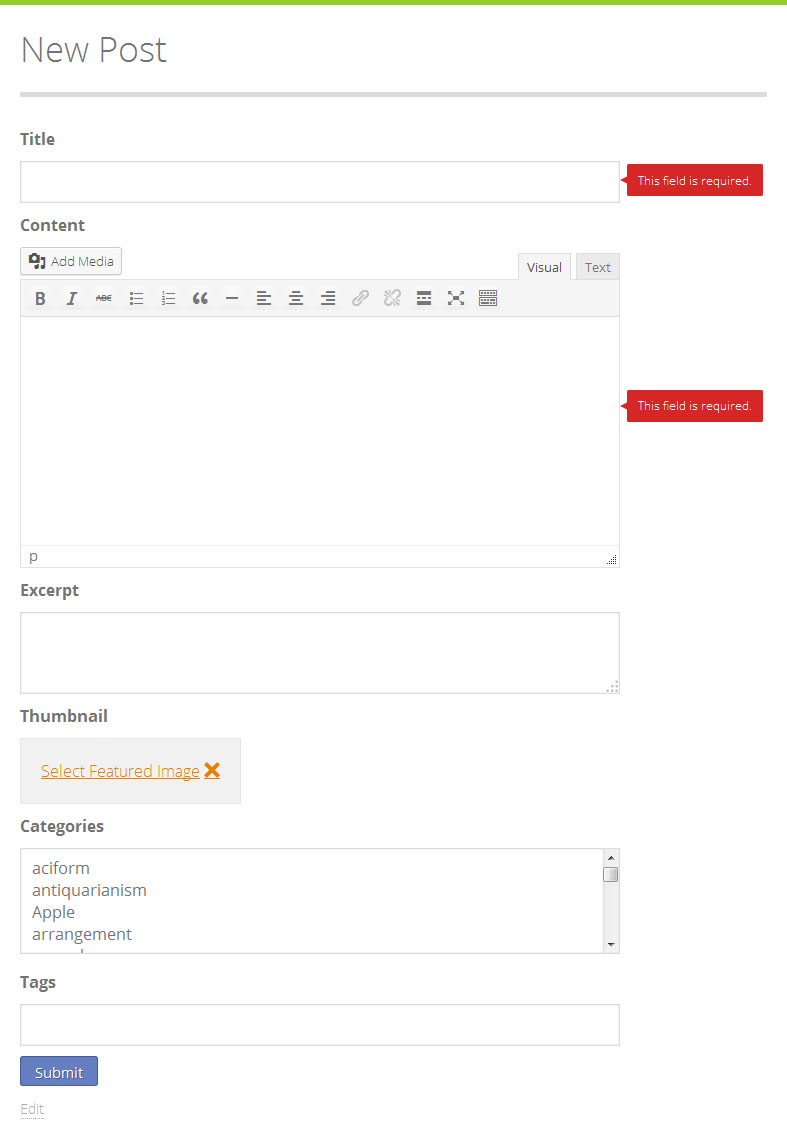 New Post
Title
This field is required.
Content
Add Media
Visual Text
B I ABC
This field is required.
p
Excerpt
Thumbnail
Select Featured Image
Categories
aciform
antiquarianism
Apple
arrangement
Tags
Submit
Edit